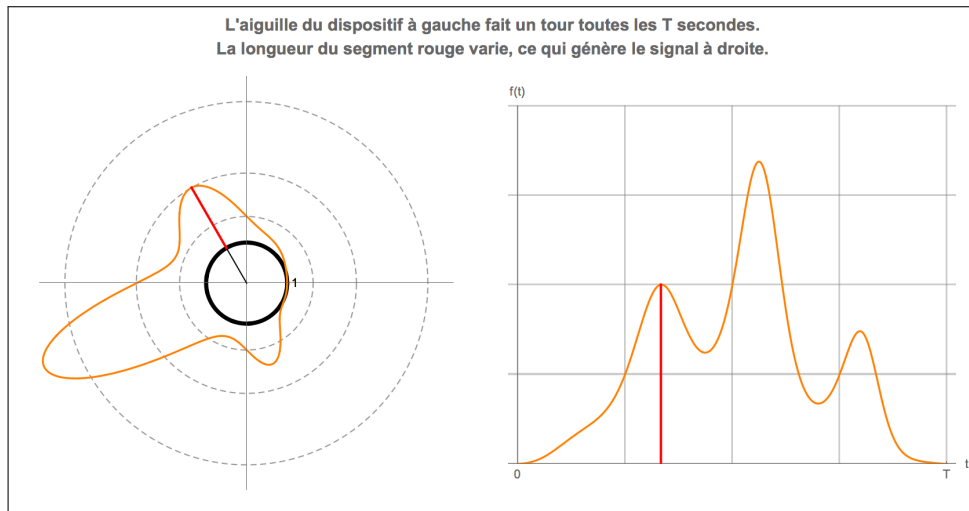 L'aiguille du dispositif à gauche fait un tour toutes les T secondes.
La longueur du segment rouge varie, ce qui génère le signal à droite.
f(t)
1
t
0
T